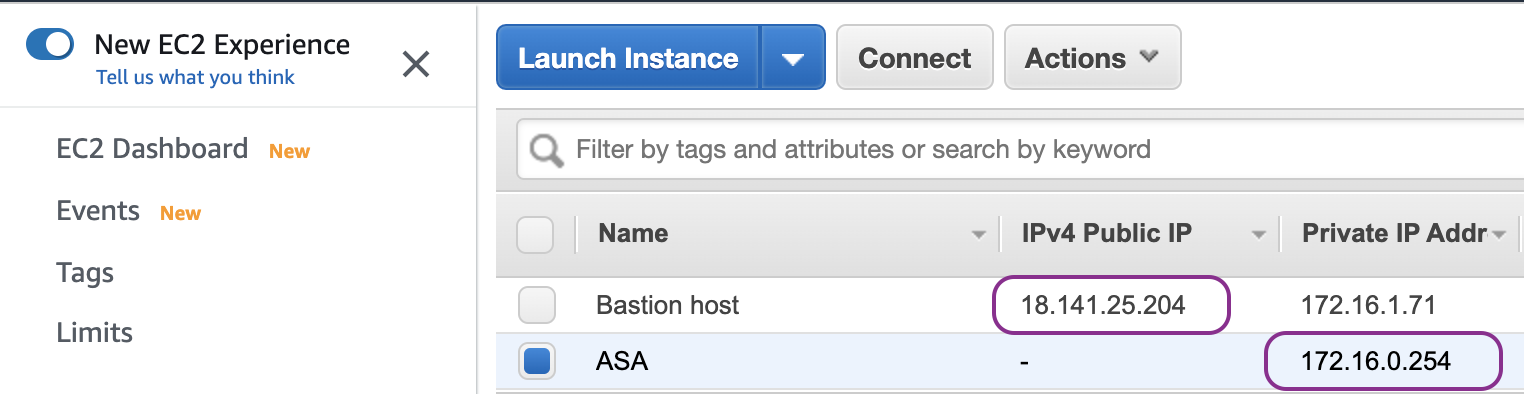 New EC2 Experience
Tell us what you think
EC2 Dashboard New
Events New
Tags
Limits
Launch Instance Connect Actions
Filter by tags and attributes or search by keyword
Name IPv4 Public IP Private IP Addr
Bastion host 18.141.25.204 172.16.1.71
ASA - 172.16.0.254